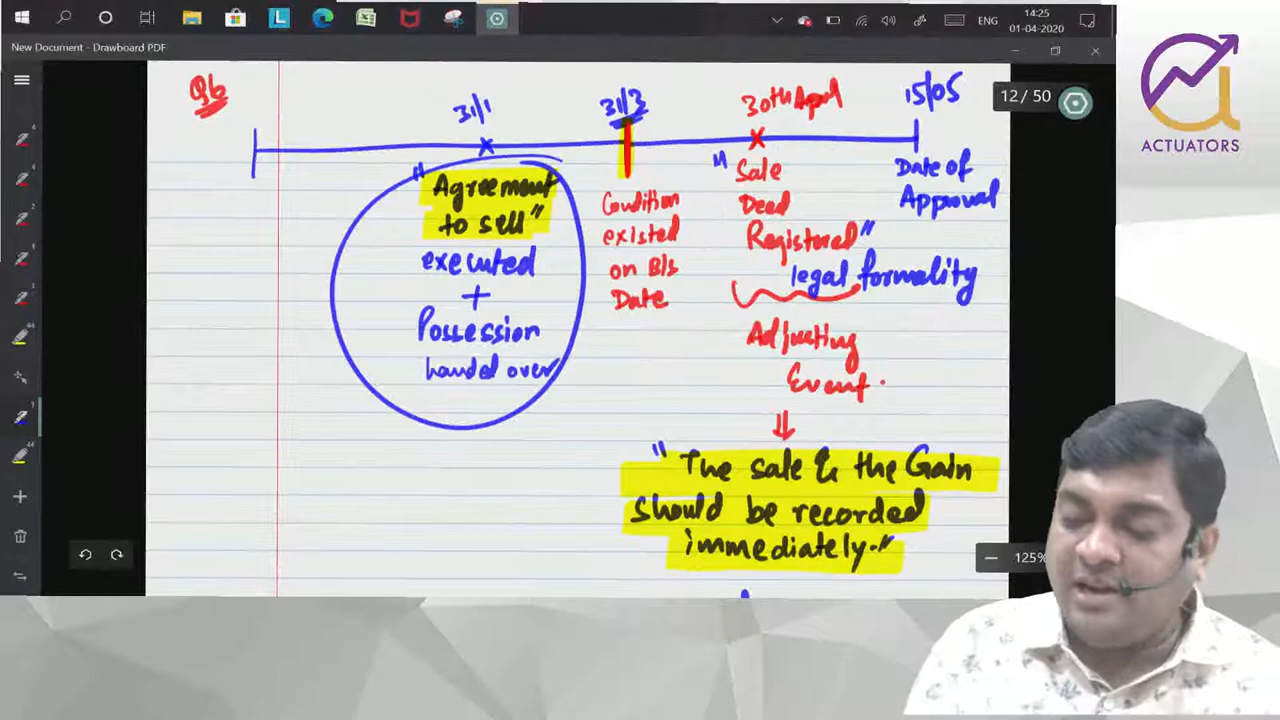 14:25
ENG
01-04-2020
New Document - Drawboard PDF
12 / 50
ACTUATORS
Q6
31/1
31/3
30th April
15/05
"Agreement
to sell"
executed
+
Possession
handed over
Condition
existed
on B/s
Date
"Sale
Deed
Registered"
legal formality
Date of
Approval
Adjusting
Event.
"The sale & the Gain
should be recorded
immediately."
125%